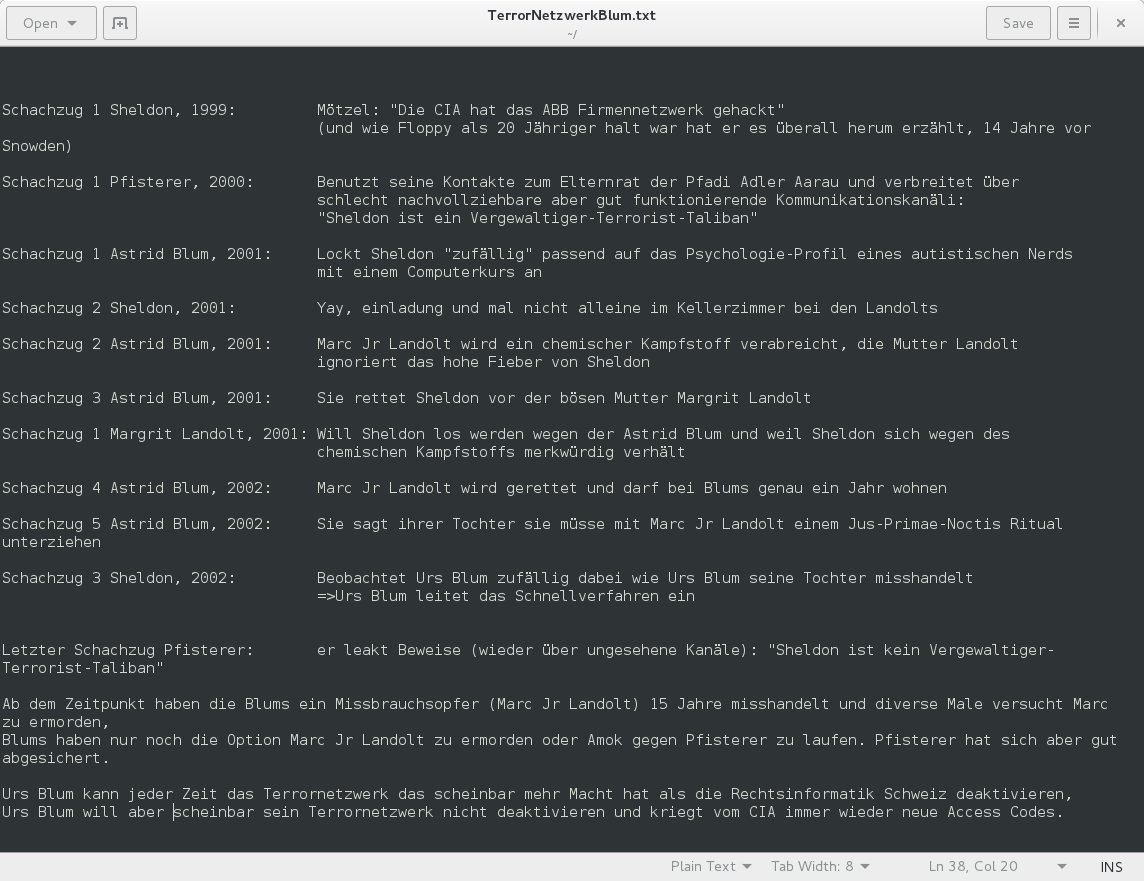 Open
TerrorNetzwerkBlum.txt
~/
Save
Schachzug 1 Sheldon, 1999: Mötzel: "Die CIA hat das ABB Firmennetzwerk gehackt"
(und wie Floppy als 20 Jähriger halt war hat er es überall herum erzählt, 14 Jahre vor
Snowden)
Schachzug 1 Pfisterer, 2000: Benutzt seine Kontakte zum Elternrat der Pfadi Adler Aarau und verbreitet über
schlecht nachvollziehbare aber gut funktionierende Kommunikationskanäli:
"Sheldon ist ein Vergewaltiger-Terrorist-Taliban"
Schachzug 1 Astrid Blum, 2001: Lockt Sheldon "zufällig" passend auf das Psychologie-Profil eines autistischen Nerds
mit einem Computerkurs an
Schachzug 2 Sheldon, 2001: Yay, einladung und mal nicht alleine im Kellerzimmer bei den Landolts
Schachzug 2 Astrid Blum, 2001: Marc Jr Landolt wird ein chemischer Kampfstoff verabreicht, die Mutter Landolt
ignoriert das hohe Fieber von Sheldon
Schachzug 3 Astrid Blum, 2001: Sie rettet Sheldon vor der bösen Mutter Margrit Landolt
Schachzug 1 Margrit Landolt, 2001: Will Sheldon los werden wegen der Astrid Blum und weil Sheldon sich wegen des
chemischen Kampfstoffs merkwürdig verhält
Schachzug 4 Astrid Blum, 2002: Marc Jr Landolt wird gerettet und darf bei Blums genau ein Jahr wohnen
Schachzug 5 Astrid Blum, 2002: Sie sagt ihrer Tochter sie müsse mit Marc Jr Landolt einem Jus-Primae-Noctis Ritual
unterziehen
Schachzug 3 Sheldon, 2002: Beobachtet Urs Blum zufällig dabei wie Urs Blum seine Tochter misshandelt
=>Urs Blum leitet das Schnellverfahren ein
Letzter Schachzug Pfisterer: er leakt Beweise (wieder über ungesehene Kanäle): "Sheldon ist kein Vergewaltiger-
Terrorist-Taliban"
Ab dem Zeitpunkt haben die Blums ein Missbrauchsopfer (Marc Jr Landolt) 15 Jahre misshandelt und diverse Male versucht Marc
zu ermorden,
Blums haben nur noch die Option Marc Jr Landolt zu ermorden oder Amok gegen Pfisterer zu laufen. Pfisterer hat sich aber gut
abgesichert.
Urs Blum kann jeder Zeit das Terrornetzwerk das scheinbar mehr Macht hat als die Rechtsinformatik Schweiz deaktivieren,
Urs Blum will aber scheinbar sein Terrornetzwerk nicht deaktivieren und kriegt vom CIA immer wieder neue Access Codes.
Plain Text Tab Width: 8 Ln 38, Col 20 INS